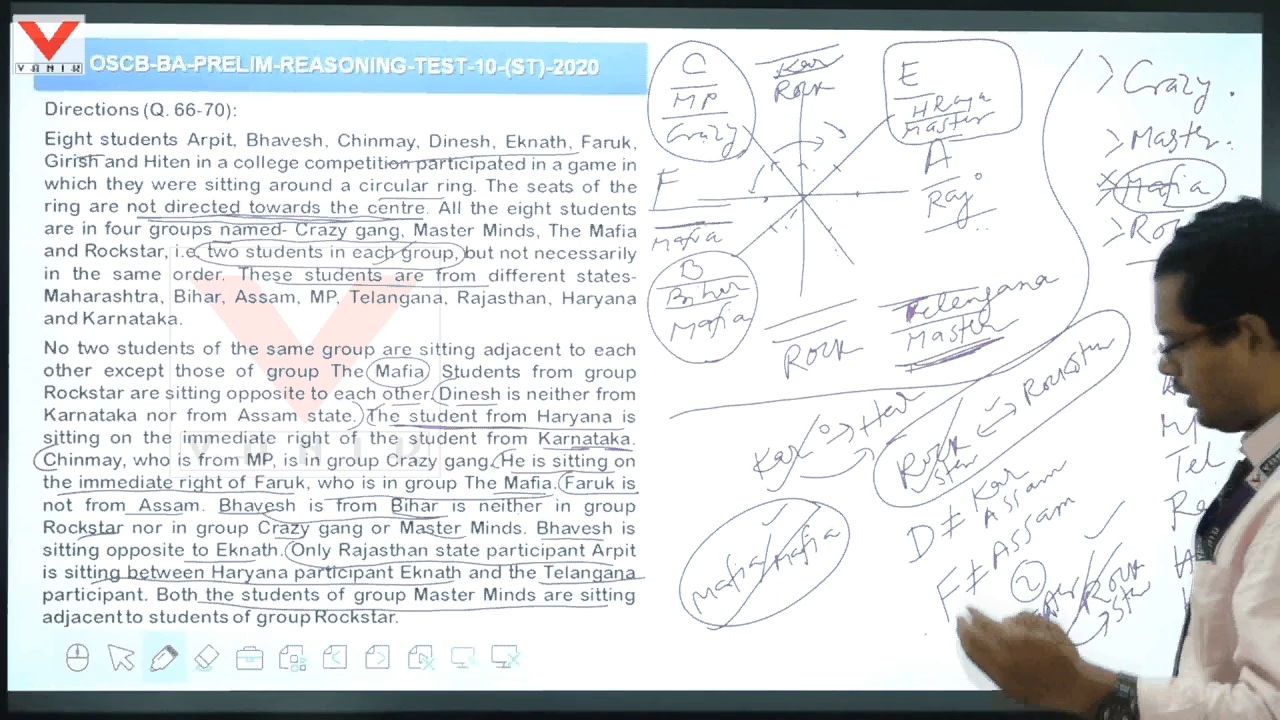 VANIK
OSCB-BA-PRELIM-REASONING-TEST-10-(ST)-2020
Directions (Q. 66-70):
Eight students Arpit, Bhavesh, Chinmay, Dinesh, Eknath, Faruk,
Girish and Hiten in a college competition participated in a game in
which they were sitting around a circular ring. The seats of the
ring are not directed towards the centre. All the eight students
are in four groups named- Crazy gang, Master Minds, The Mafia
and Rockstar, i.e. two students in each group, but not necessarily
in the same order. These students are from different states-
Maharashtra, Bihar, Assam, MP, Telangana, Rajasthan, Haryana
and Karnataka.
No two students of the same group are sitting adjacent to each
other except those of group The Mafia Students from group
Rockstar are sitting opposite to each other. Dinesh is neither from
Karnataka nor from Assam state. The student from Haryana is
sitting on the immediate right of the student from Karnataka.
Chinmay, who is from MP, is in group Crazy gang. He is sitting on
the immediate right of Faruk, who is in group The Mafia. Faruk is
not from Assam. Bhavesh is from Bihar is neither in group
Rockstar nor in group Crazy gang or Master Minds. Bhavesh is
sitting opposite to Eknath. Only Rajasthan state participant Arpit
is sitting between Haryana participant Eknath and the Telangana
participant. Both the students of group Master Minds are sitting
adjacent to students of group Rockstar.
VANIK
C
MP
Crazy
Kar
Rock
E
Master
A
Raj
F
Mafia
B
Bihar
Mafia
Rock
Telengana
Master
Crazy
Master
Mafia
Kar
Rockstar
Rock
star
Mafia/Mafia
D ≠ Kar
Assam
F ≠ Assam
2
Rock
Star
Tel